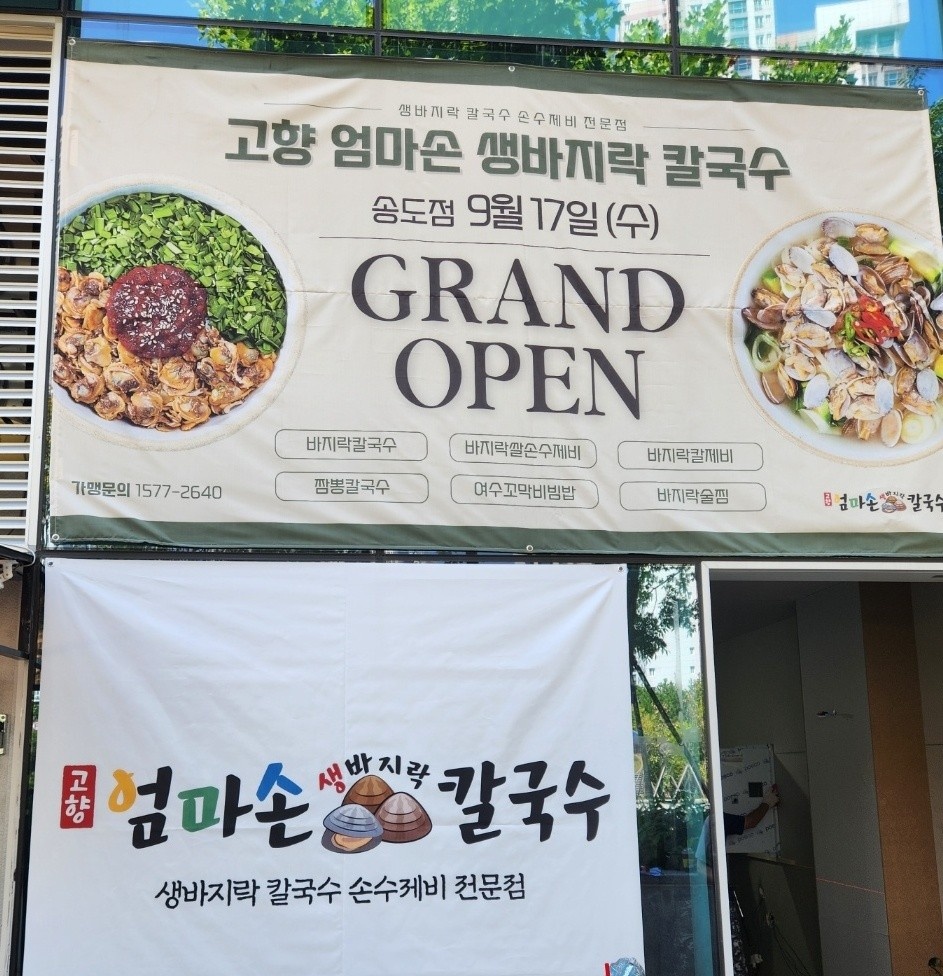 생바지락 칼국수 손수제비 전문점
고향 엄마손 생바지락 칼국수
송도점 9월 17일 (수)
GRAND
OPEN
바지락칼국수 바지락쌀손수제비 바지락칼제비
짬뽕칼국수 여수꼬막비빔밥 바지락술찜
가맹문의 1577-2640
고향 엄마손 생바지락 칼국수
고향 엄마손 생바지락 칼국수
생바지락 칼국수 손수제비 전문점